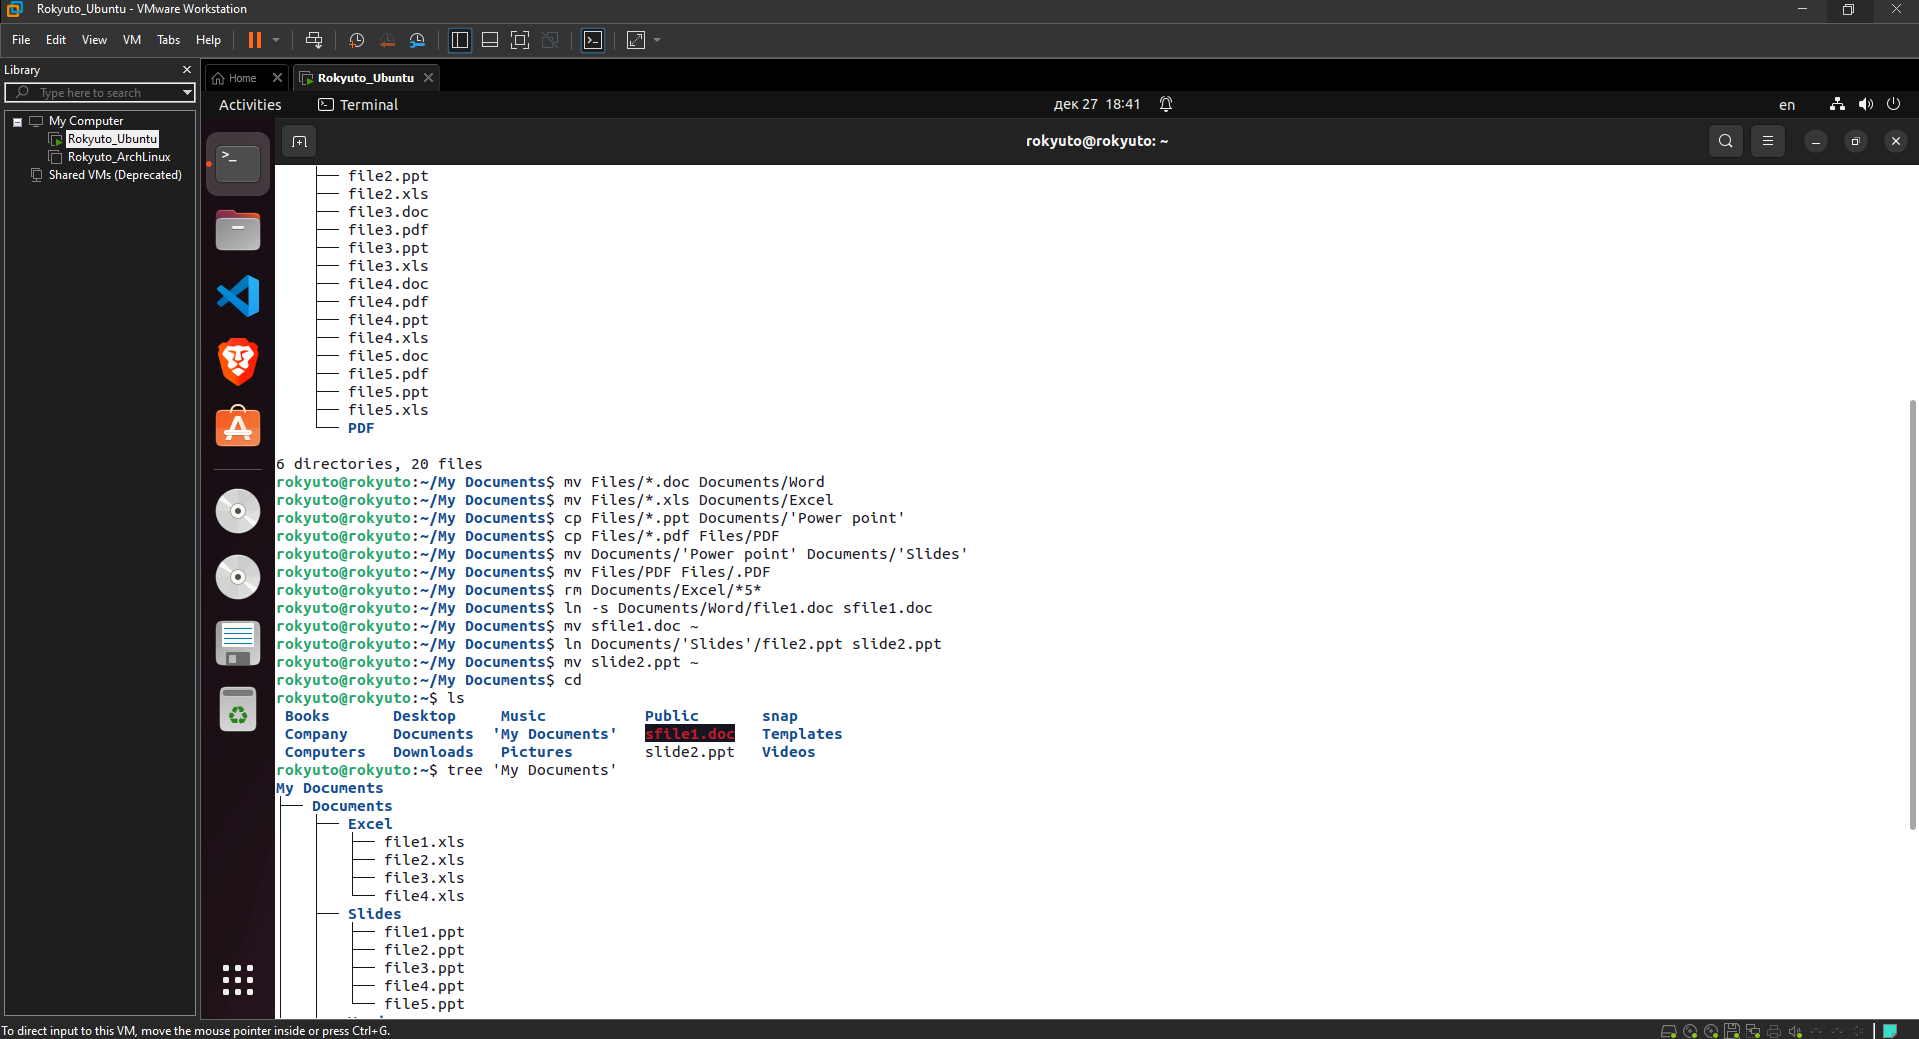 Rokyuto_Ubuntu - VMware Workstation
File Edit View VM Tabs Help
Library
Type here to search
My Computer
Rokyuto_Ubuntu
Rokyuto_ArchLinux
Shared VMs (Deprecated)
Home
Rokyuto_Ubuntu
Activities
Terminal
дек 27 18:41
en
rokyuto@rokyuto: ~
file2.ppt
file2.xls
file3.doc
file3.pdf
file3.ppt
file3.xls
file4.doc
file4.pdf
file4.ppt
file4.xls
file5.doc
file5.pdf
file5.ppt
file5.xls
PDF
6 directories, 20 files
rokyuto@rokyuto:~/My Documents$ mv Files/*.doc Documents/Word
rokyuto@rokyuto:~/My Documents$ mv Files/*.xls Documents/Excel
rokyuto@rokyuto:~/My Documents$ cp Files/*.ppt Documents/'Power point'
rokyuto@rokyuto:~/My Documents$ cp Files/*.pdf Files/PDF
rokyuto@rokyuto:~/My Documents$ mv Documents/'Power point' Documents/'Slides'
rokyuto@rokyuto:~/My Documents$ mv Files/PDF Files/.PDF
rokyuto@rokyuto:~/My Documents$ rm Documents/Excel/*5*
rokyuto@rokyuto:~/My Documents$ ln -s Documents/Word/file1.doc sfile1.doc
rokyuto@rokyuto:~/My Documents$ mv sfile1.doc ~
rokyuto@rokyuto:~/My Documents$ ln Documents/'Slides'/file2.ppt slide2.ppt
rokyuto@rokyuto:~/My Documents$ mv slide2.ppt ~
rokyuto@rokyuto:~/My Documents$ cd
rokyuto@rokyuto:~$ ls
Books Desktop Music Public snap
Company Documents 'My Documents' sfile1.doc Templates
Computers Downloads Pictures slide2.ppt Videos
rokyuto@rokyuto:~$ tree 'My Documents'
My Documents
Documents
Excel
file1.xls
file2.xls
file3.xls
file4.xls
Slides
file1.ppt
file2.ppt
file3.ppt
file4.ppt
file5.ppt
To direct input to this VM, move the mouse pointer inside or press Ctrl+G.